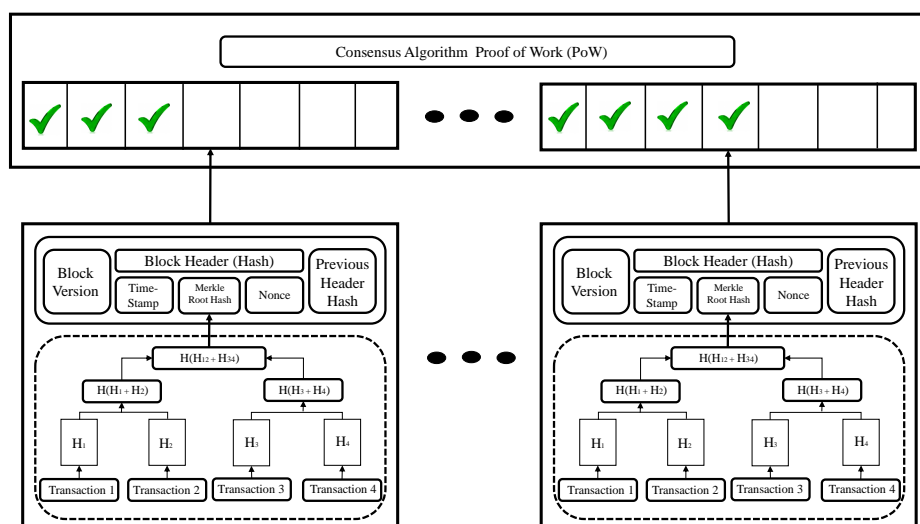 Consensus Algorithm Proof of Work (PoW)
Block Version
Block Header (Hash)
Time-Stamp
Merkle Root Hash
Nonce
Previous Header Hash
H(H12 + H34)
H(H1 + H2)
H(H3 + H4)
H1
H2
H3
H4
Transaction 1
Transaction 2
Transaction 3
Transaction 4
Block Version
Block Header (Hash)
Time-Stamp
Merkle Root Hash
Nonce
Previous Header Hash
H(H12 + H34)
H(H1 + H2)
H(H3 + H4)
H1
H2
H3
H4
Transaction 1
Transaction 2
Transaction 3
Transaction 4